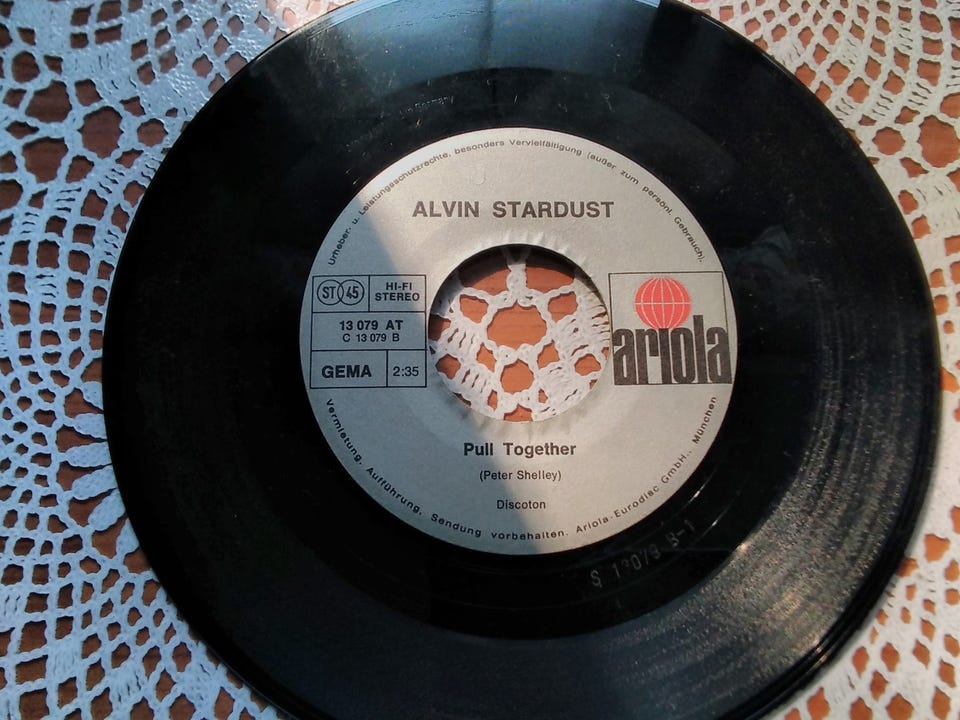 Urheber- u. Leistungsschutzrechte, besonders Vervielfältigung (außer zum persönl. Gebrauch),
ALVIN STARDUST
ST 45
HI-FI
STEREO
13 079 AT
C 13 079 B
GEMA
2:35
ariola
Pull Together
(Peter Shelley)
Discoton
Vermietung, Aufführung, Sendung vorbehalten. Ariola-Eurodisc GmbH., München
Germany